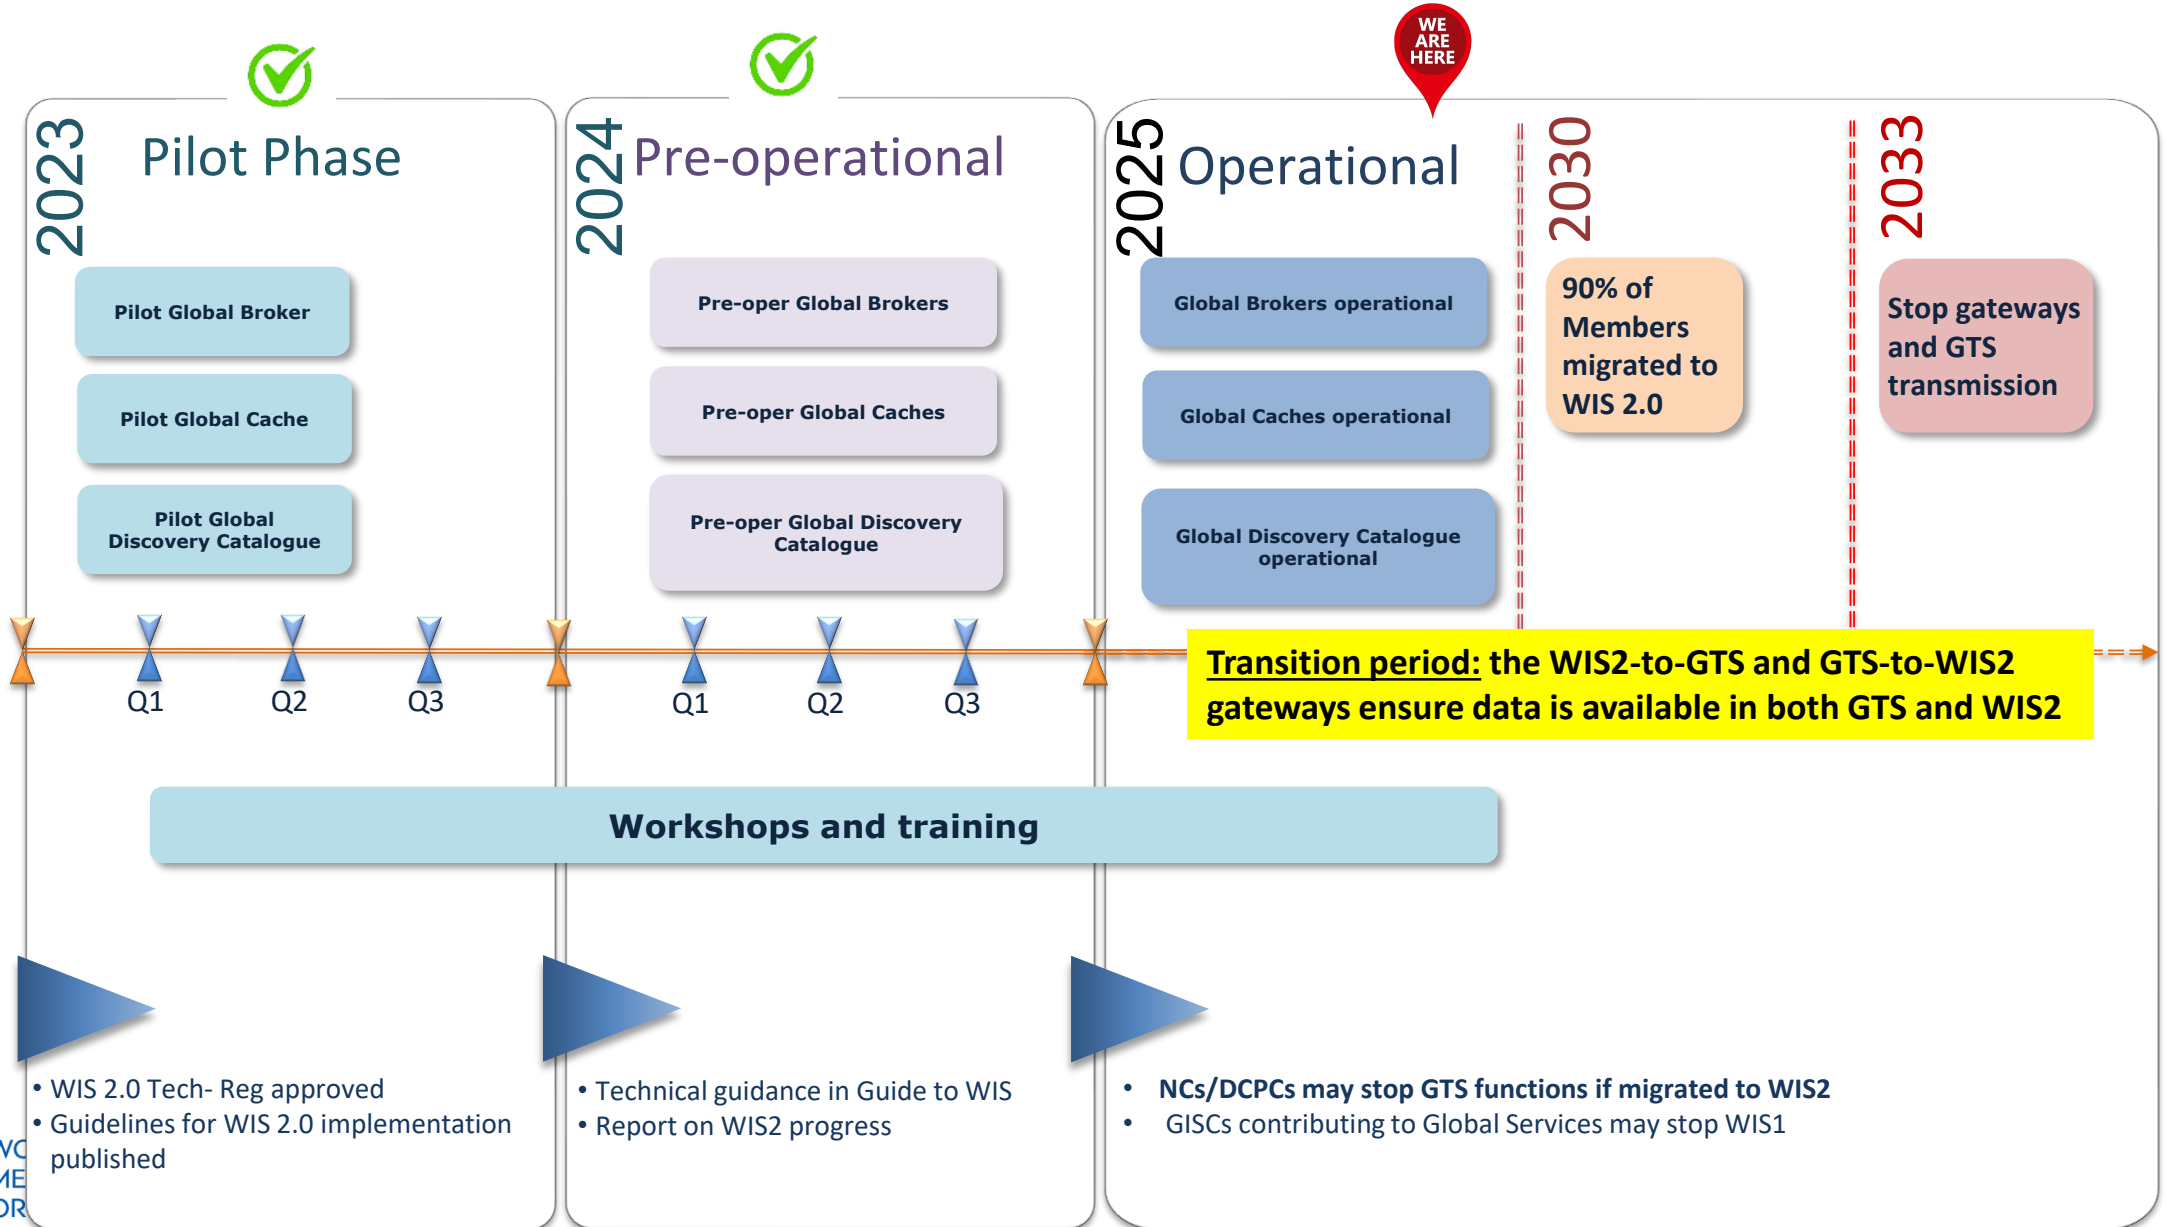 WE
ARE
HERE
2023
Pilot Phase
Pilot Global Broker
Pilot Global Cache
Pilot Global
Discovery Catalogue
2024
Pre-operational
Pre-oper Global Brokers
Pre-oper Global Caches
Pre-oper Global Discovery
Catalogue
2025
Operational
Global Brokers operational
Global Caches operational
Global Discovery Catalogue
operational
2030
90% of
Members
migrated to
WIS 2.0
2033
Stop gateways
and GTS
transmission
Q1
Q2
Q3
Q1
Q2
Q3
Transition period: the WIS2-to-GTS and GTS-to-WIS2
gateways ensure data is available in both GTS and WIS2
Workshops and training
• WIS 2.0 Tech- Reg approved
• Guidelines for WIS 2.0 implementation
published
• Technical guidance in Guide to WIS
• Report on WIS2 progress
• NCs/DCPCs may stop GTS functions if migrated to WIS2
• GISCs contributing to Global Services may stop WIS1